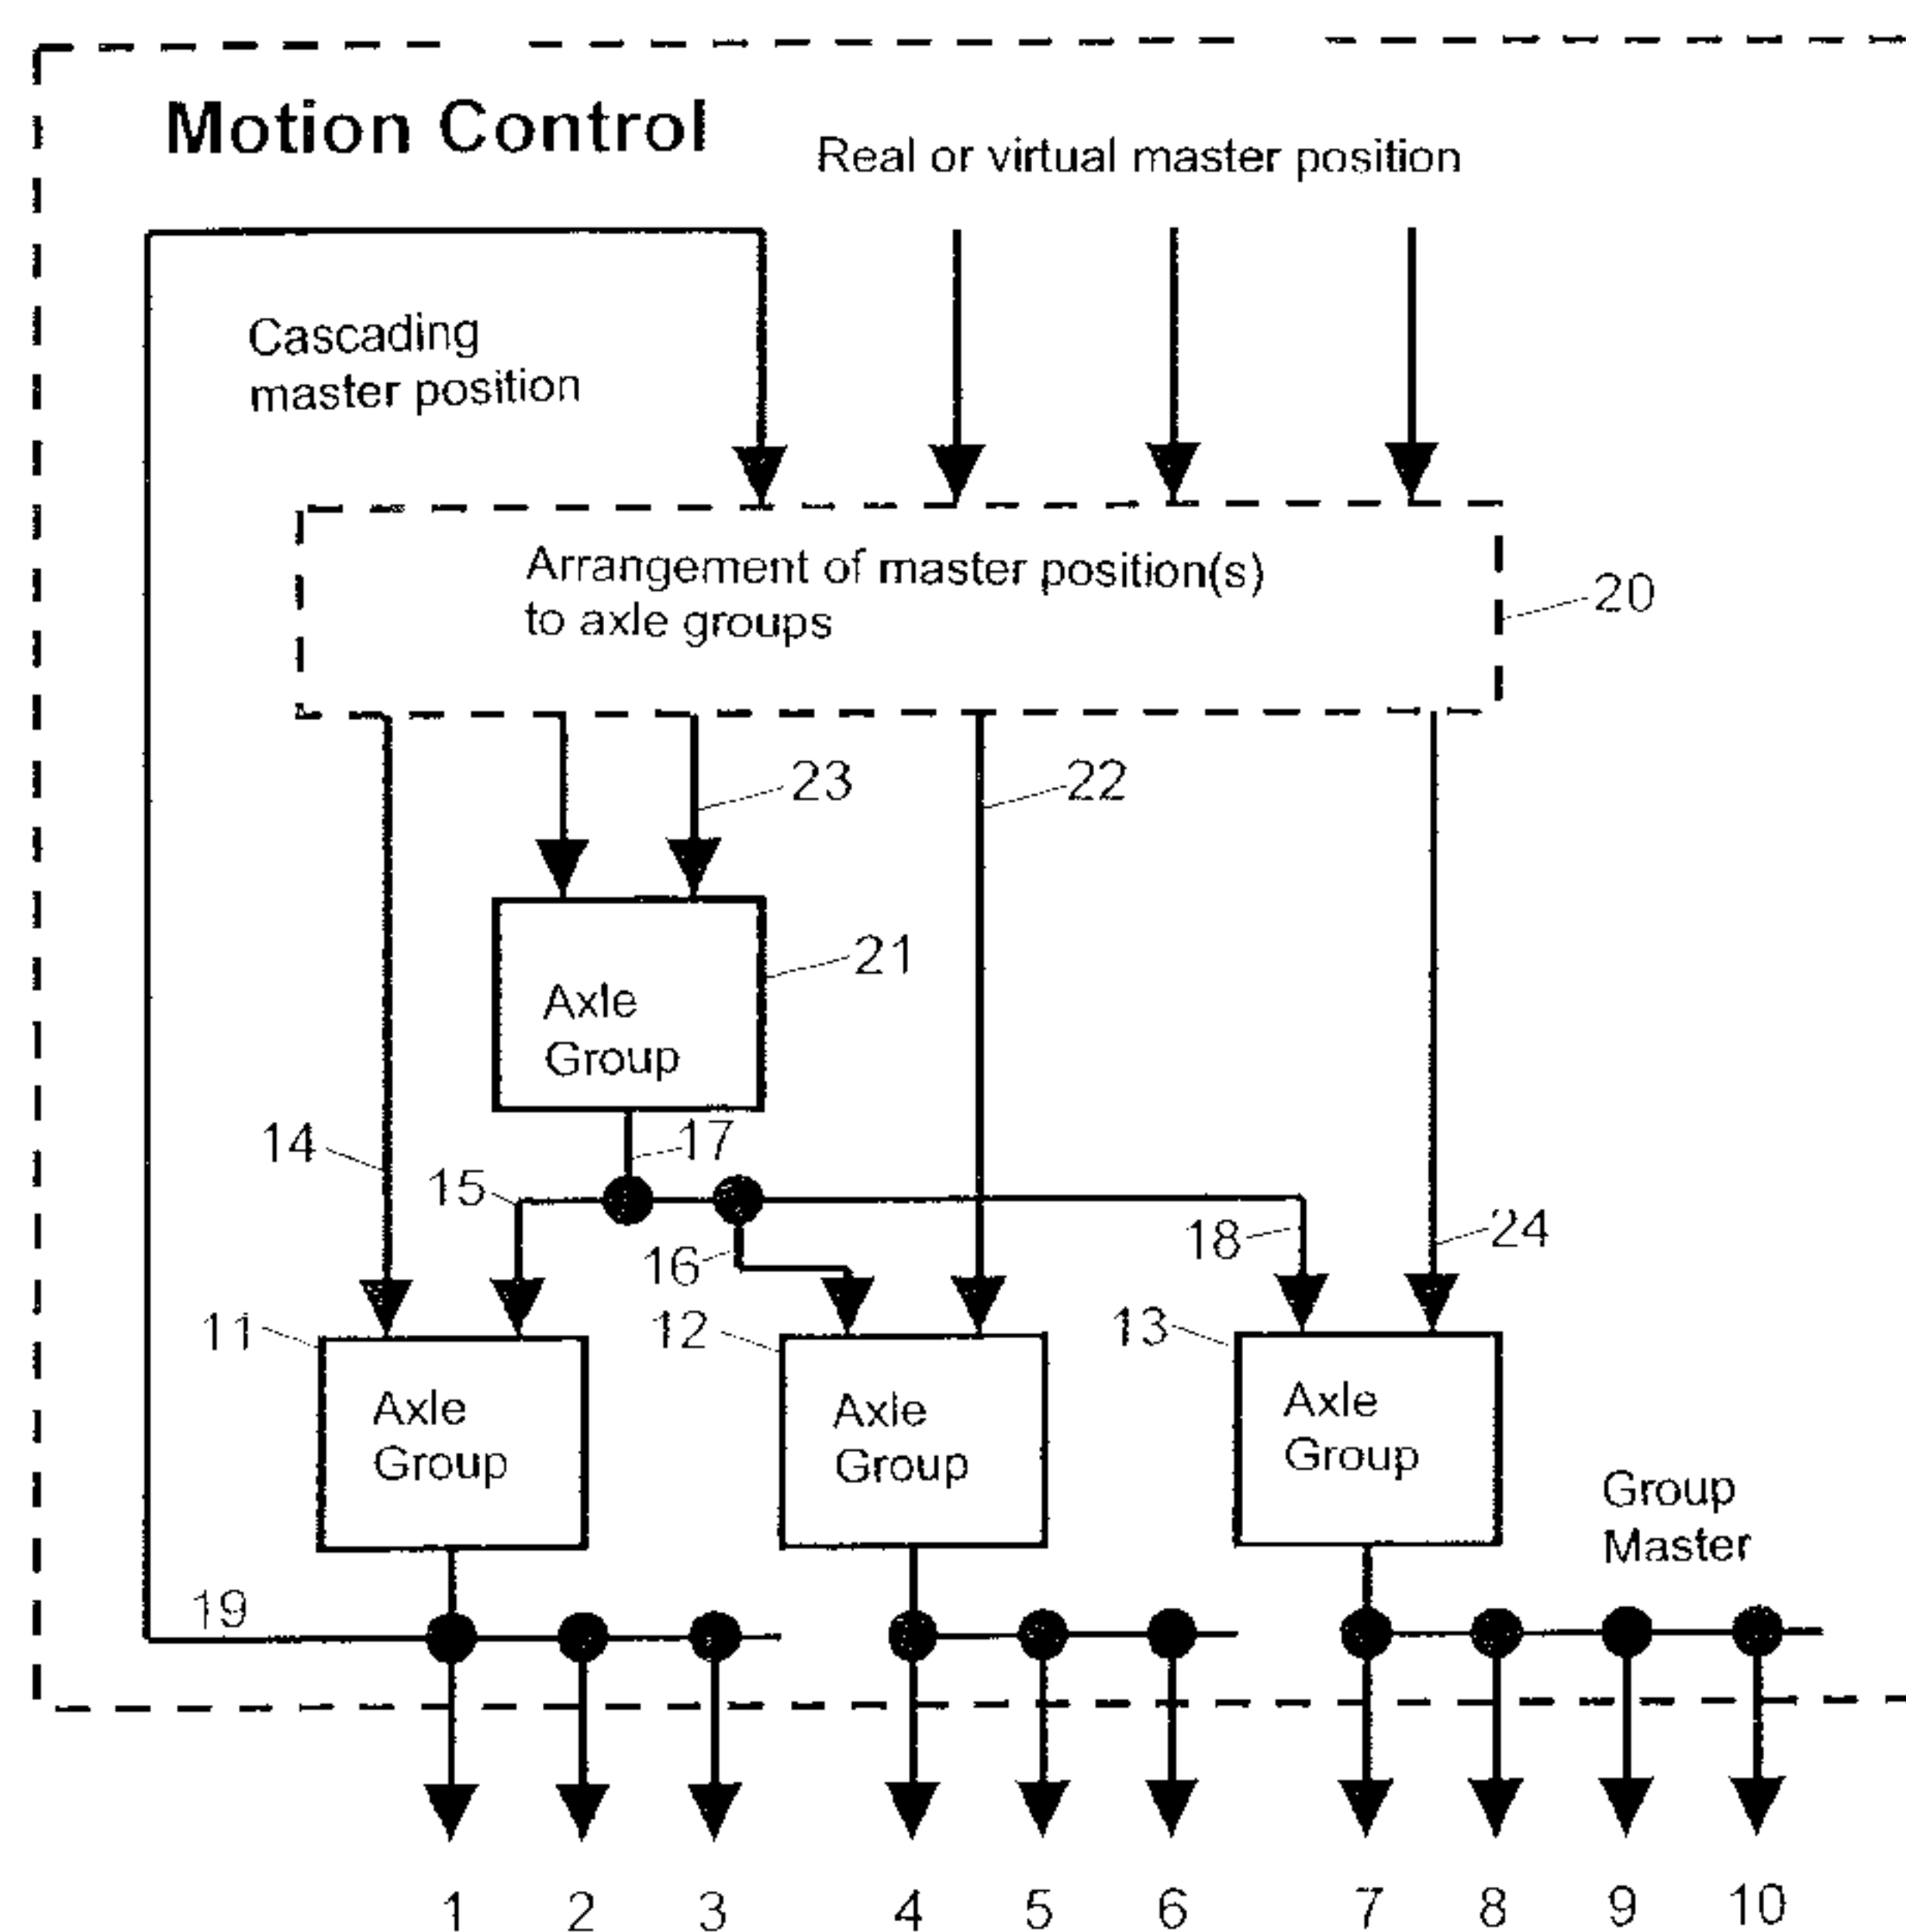 Motion Control
Real or virtual master position
Cascading
master position
Arrangement of master position(s)
to axle groups
20
23
22
21
Axle
Group
14
17
15
16
18
24
11
12
13
Axle
Group
Axle
Group
Axle
Group
Group
Master
19
1 2 3 4 5 6 7 8 9 10